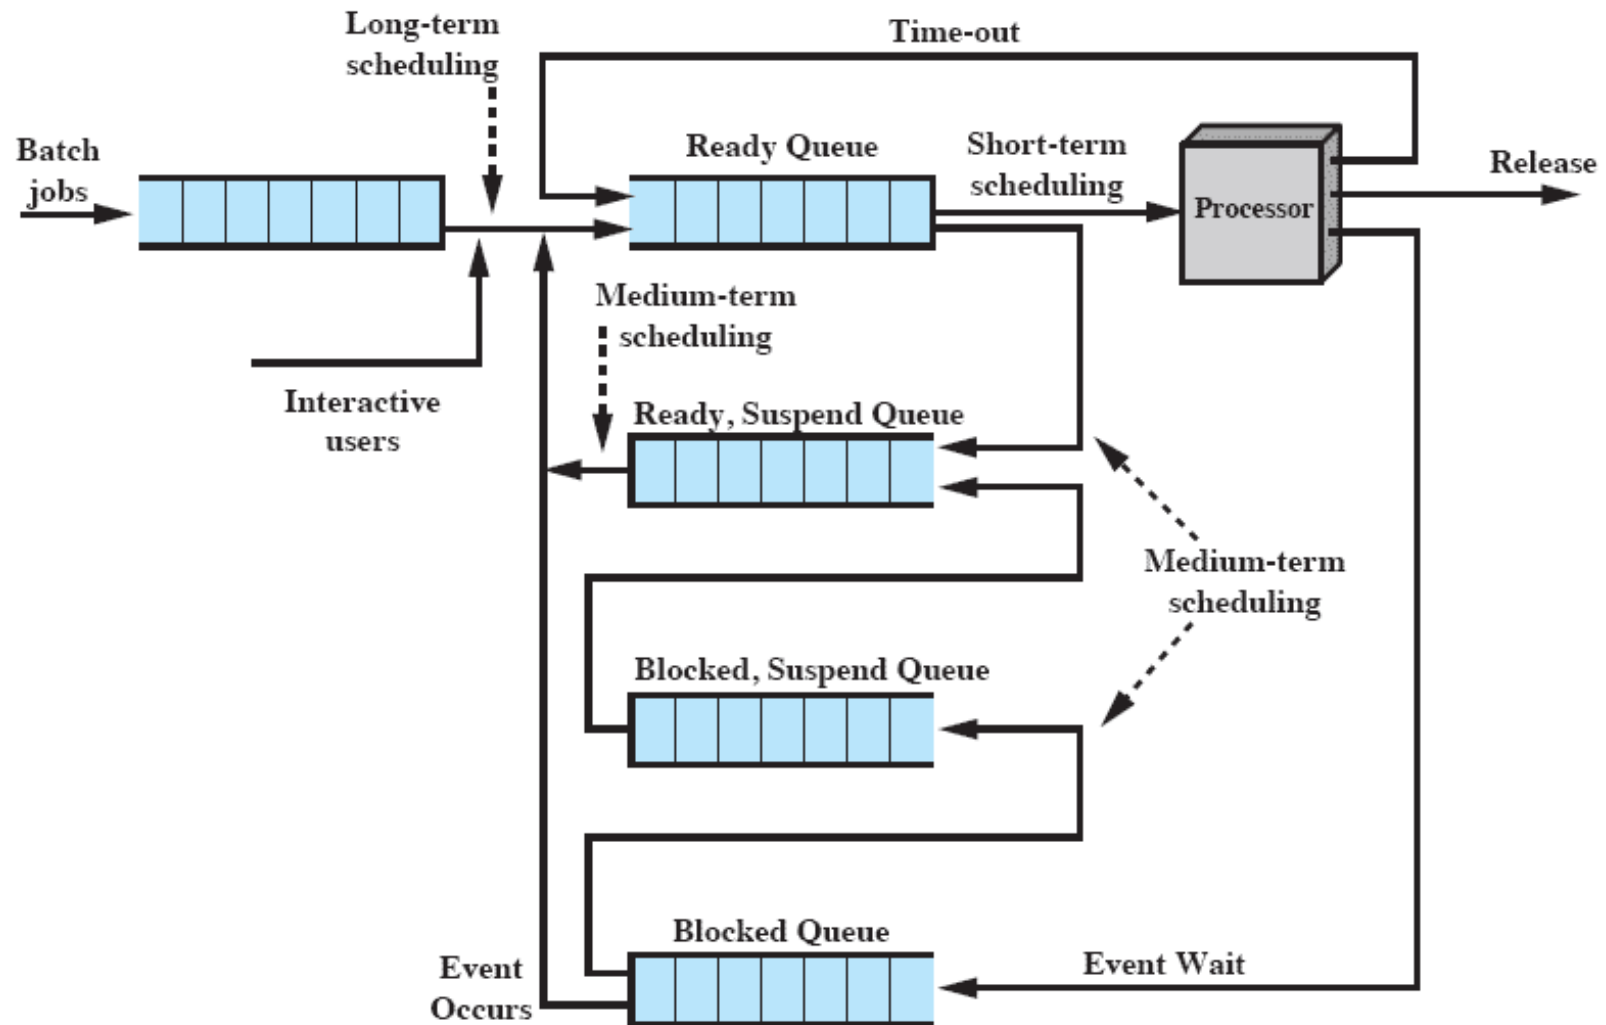 Long-term
scheduling
Time-out
Batch
jobs
Ready Queue
Short-term
scheduling
Processor
Release
Interactive
users
Medium-term
scheduling
Ready, Suspend Queue
Medium-term
scheduling
Blocked, Suspend Queue
Blocked Queue
Event
Occurs
Event Wait